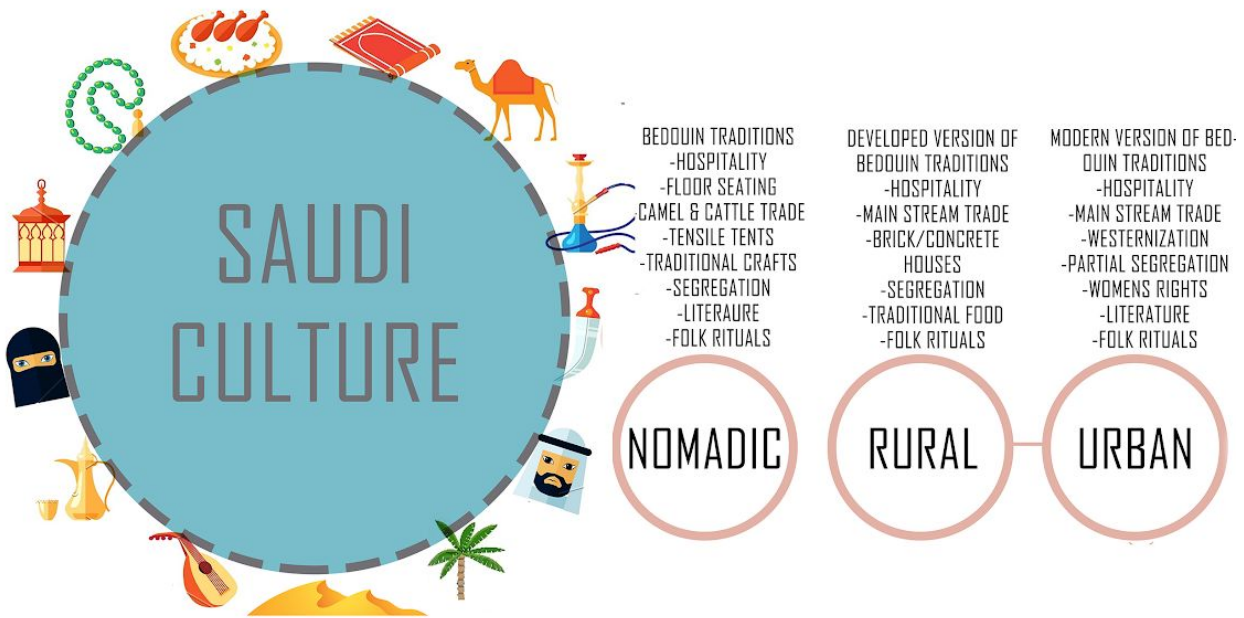 SAUDI
CULTURE
BEDOUIN TRADITIONS
-HOSPITALITY
-FLOOR SEATING
-CAMEL & CATTLE TRADE
-TENSILE TENTS
-TRADITIONAL CRAFTS
-SEGREGATION
-LITERAURE
-FOLK RITUALS
NOMADIC
DEVELOPED VERSION OF
BEDOUIN TRADITIONS
-HOSPITALITY
-MAIN STREAM TRADE
-BRICK/CONCRETE
HOUSES
-SEGREGATION
-TRADITIONAL FOOD
-FOLK RITUALS
RURAL
MODERN VERSION OF BED-
OUIN TRADITIONS
-HOSPITALITY
-MAIN STREAM TRADE
-WESTERNIZATION
-PARTIAL SEGREGATION
-WOMENS RIGHTS
-LITERATURE
-FOLK RITUALS
URBAN